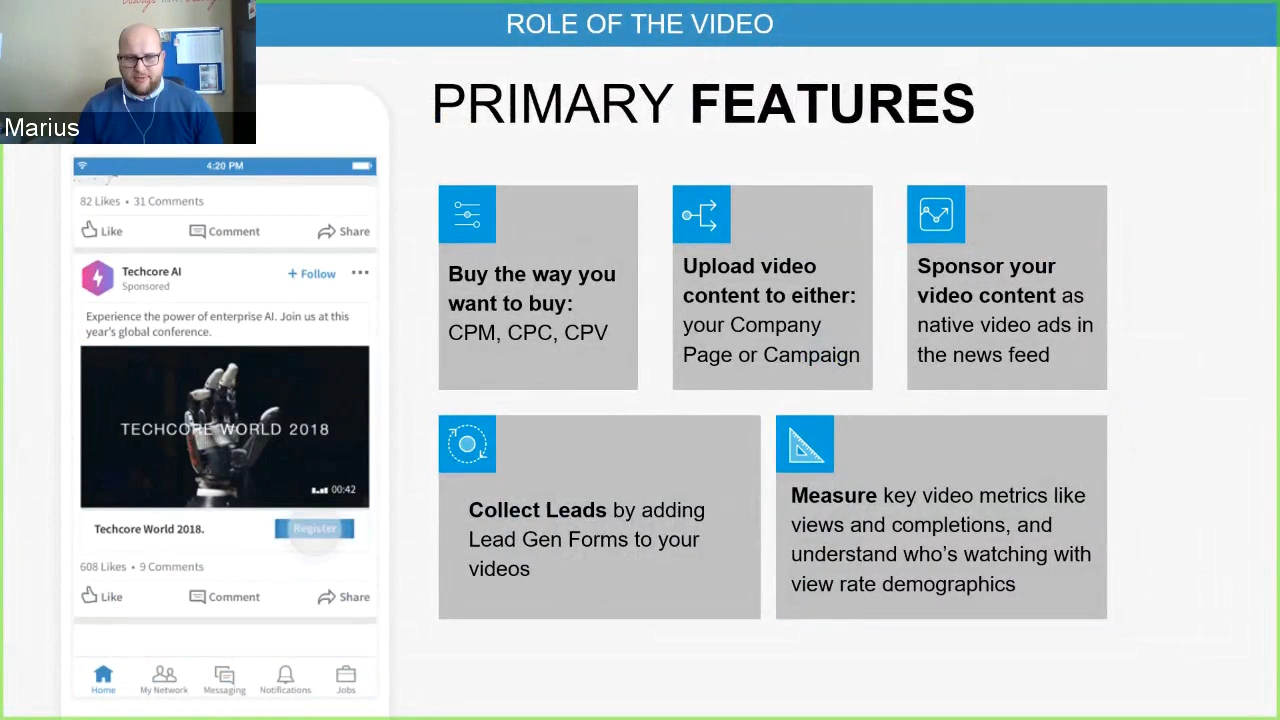 ROLE OF THE VIDEO
Marius
PRIMARY FEATURES
4:20 PM
82 Likes • 31 Comments
Like
Comment
Share
Techcore AI
Sponsored
+ Follow
Experience the power of enterprise AI. Join us at this
year's global conference.
TECHCORE WORLD 2018
00:42
Techcore World 2018.
Register
608 Likes • 9 Comments
Like
Comment
Share
Home
My Network
Messaging
Notifications
Jobs
Buy the way you
want to buy:
CPM, CPC, CPV
Upload video
content to either:
your Company
Page or Campaign
Sponsor your
video content as
native video ads in
the news feed
Collect Leads by adding
Lead Gen Forms to your
videos
Measure key video metrics like
views and completions, and
understand who's watching with
view rate demographics